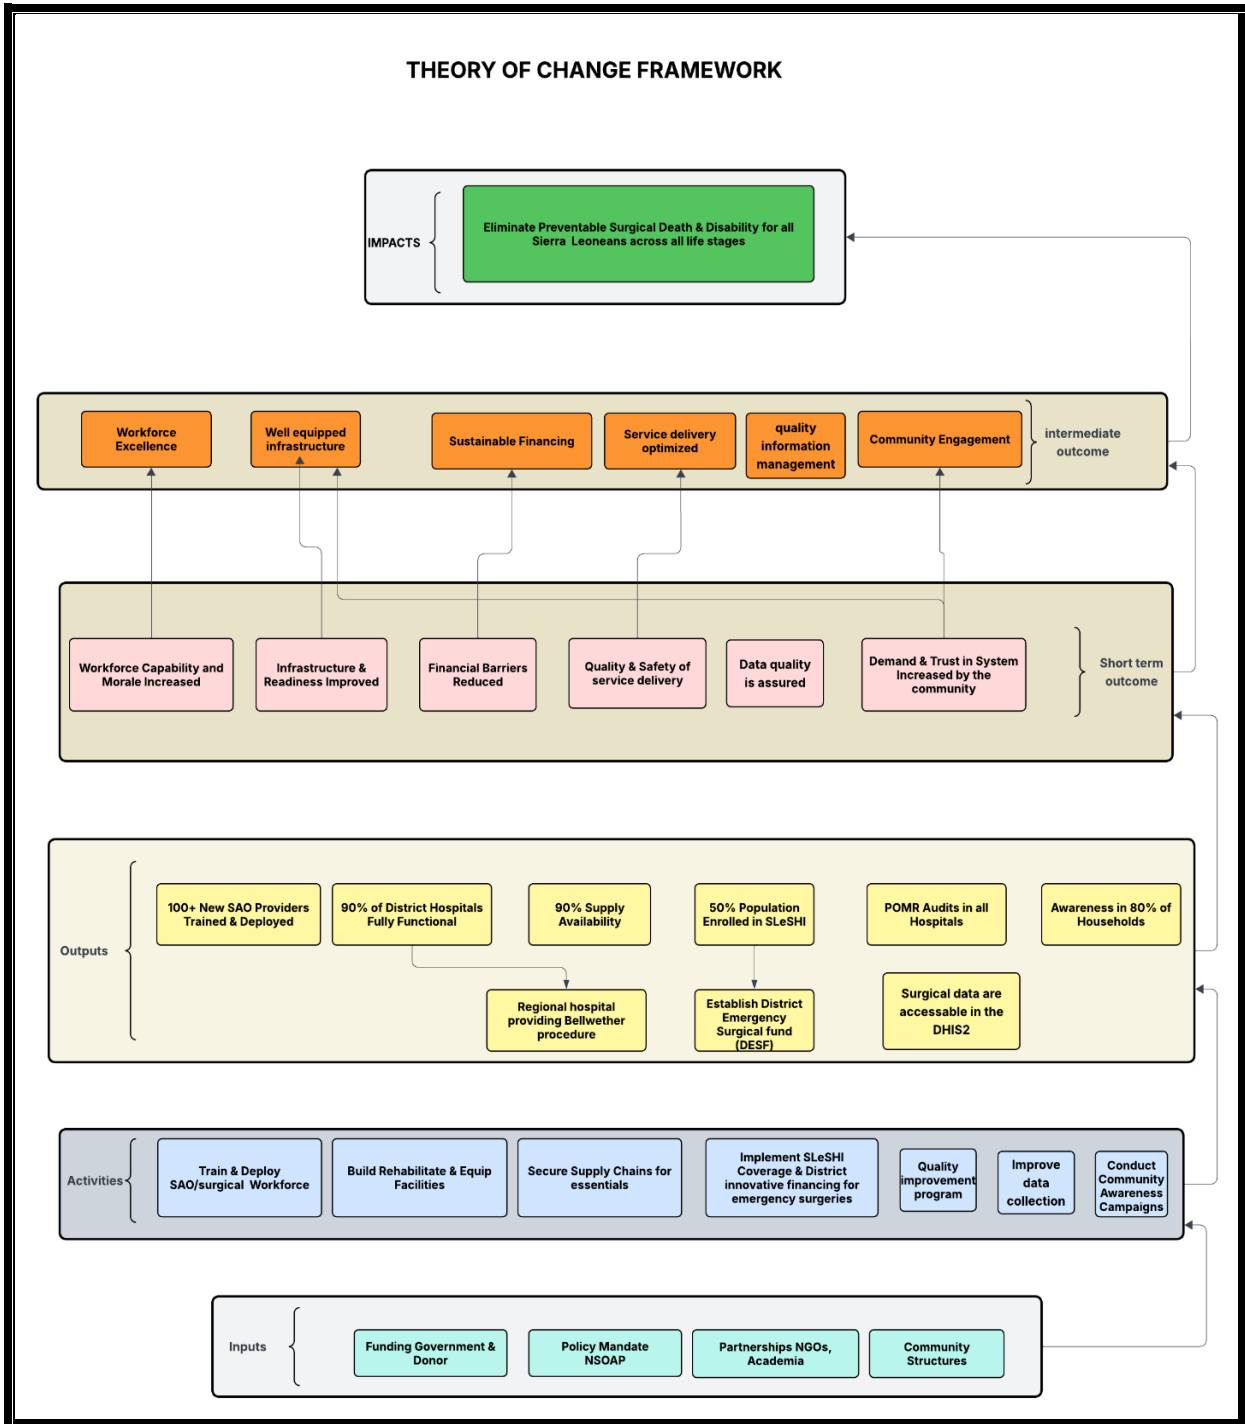 THEORY OF CHANGE FRAMEWORK
IMPACTS
Eliminate Preventable Surgical Death & Disability for all
Sierra Leoneans across all life stages
Workforce
Excellence
Well equipped
infrastructure
Sustainable Financing
Service delivery
optimized
quality
information
management
Community Engagement
intermediate
outcome
Workforce Capability and
Morale Increased
Infrastructure &
Readiness Improved
Financial Barriers
Reduced
Quality & Safety of
service delivery
Data quality
is assured
Demand & Trust in System
Increased by the
community
Short term
outcome
Outputs
100+ New SAO Providers
Trained & Deployed
90% of District Hospitals
Fully Functional
90% Supply
Availability
50% Population
Enrolled in SLeSHI
POMR Audits in all
Hospitals
Awareness in 80% of
Households
Regional hospital
providing Bellwether
procedure
Establish District
Emergency
Surgical fund
(DESF)
Surgical data are
accessable in the
DHIS2
Activities
Train & Deploy
SAO/surgical Workforce
Build Rehabilitate & Equip
Facilities
Secure Supply Chains for
essentials
Implement SLeSHI
Coverage & District
innovative financing for
emergency surgeries
Quality
improvement
program
Improve
data
collection
Conduct
Community
Awareness
Campaigns
Inputs
Funding Government &
Donor
Policy Mandate
NSOAP
Partnerships NGOs,
Academia
Community
Structures